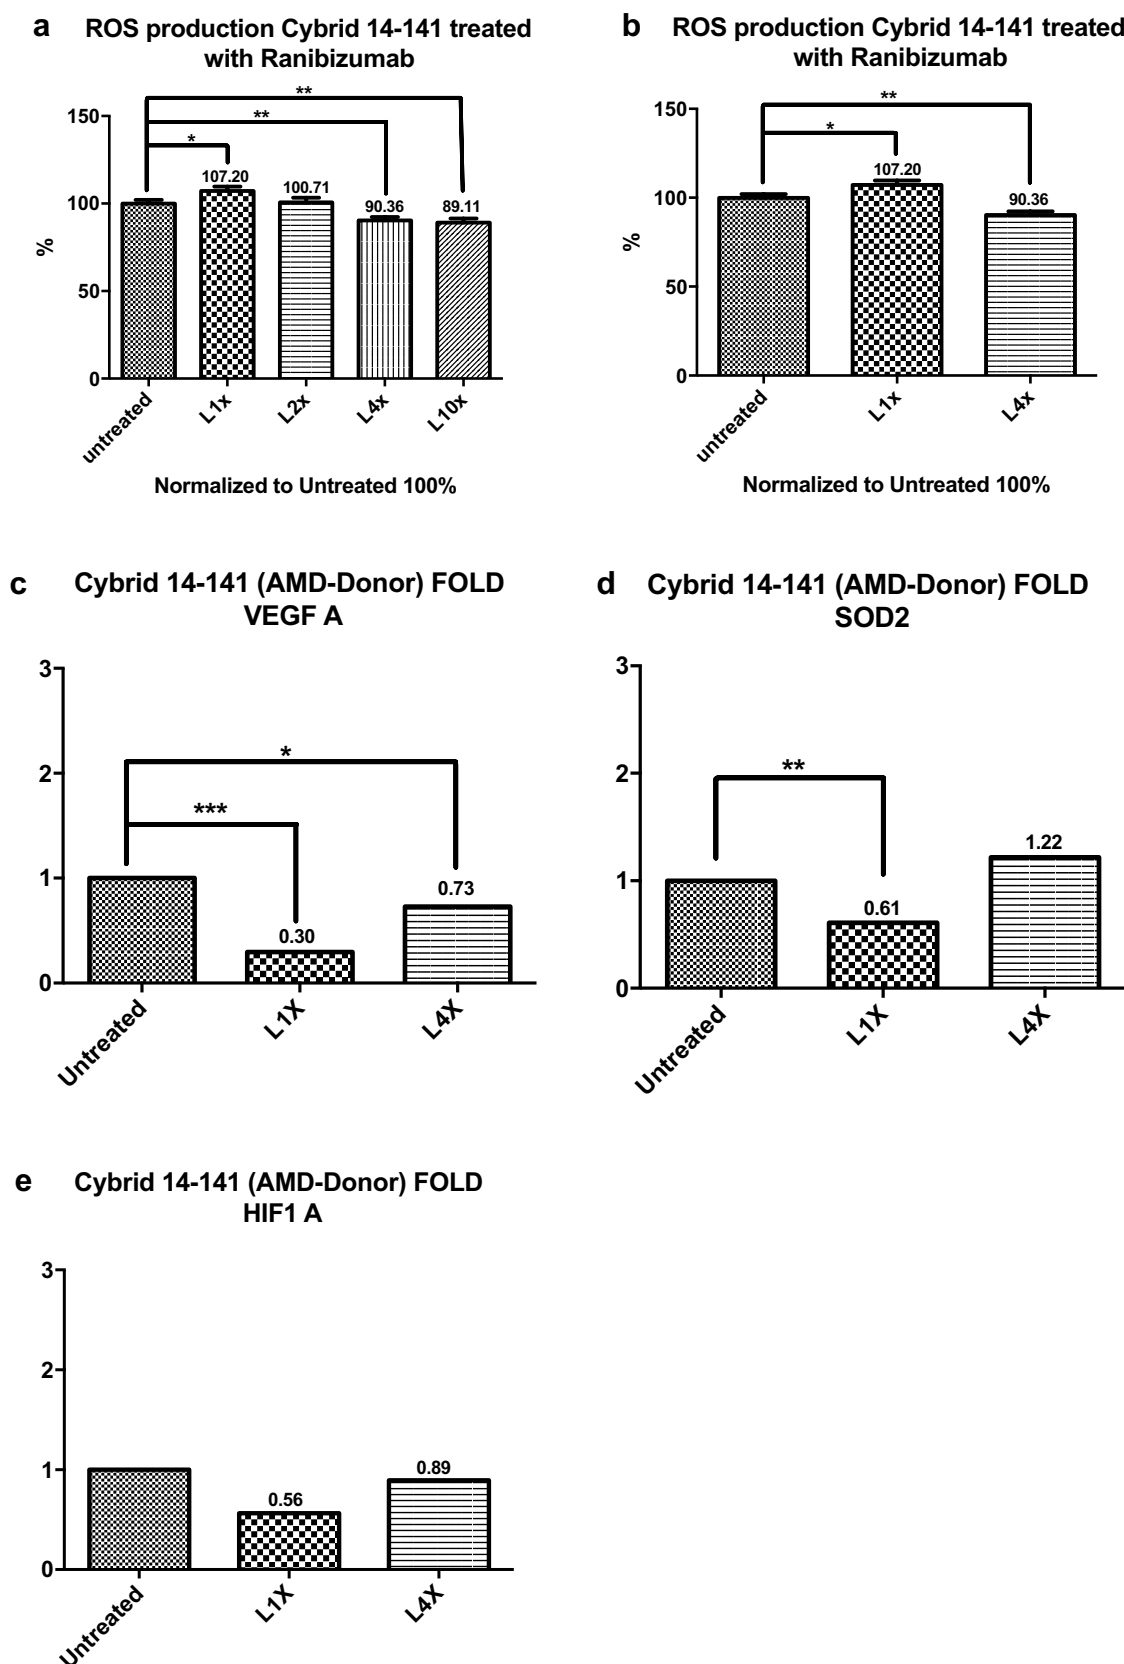 a
ROS production Cybrid 14-141 treated
with Ranibizumab
**
**
*
150
100
50
0
%
107.20
100.71
90.36
89.11
untreated
L1x
L2x
L4x
L10x
Normalized to Untreated 100%
b
ROS production Cybrid 14-141 treated
with Ranibizumab
**
*
150
100
50
0
%
107.20
90.36
untreated
L1x
L4x
Normalized to Untreated 100%
c
Cybrid 14-141 (AMD-Donor) FOLD
VEGF A
3
2
1
0
*
***
0.30
0.73
Untreated
L1X
L4X
d
Cybrid 14-141 (AMD-Donor) FOLD
SOD2
3
2
1
0
**
0.61
1.22
Untreated
L1X
L4X
e
Cybrid 14-141 (AMD-Donor) FOLD
HIF1 A
3
2
1
0
0.56
0.89
Untreated
L1X
L4X